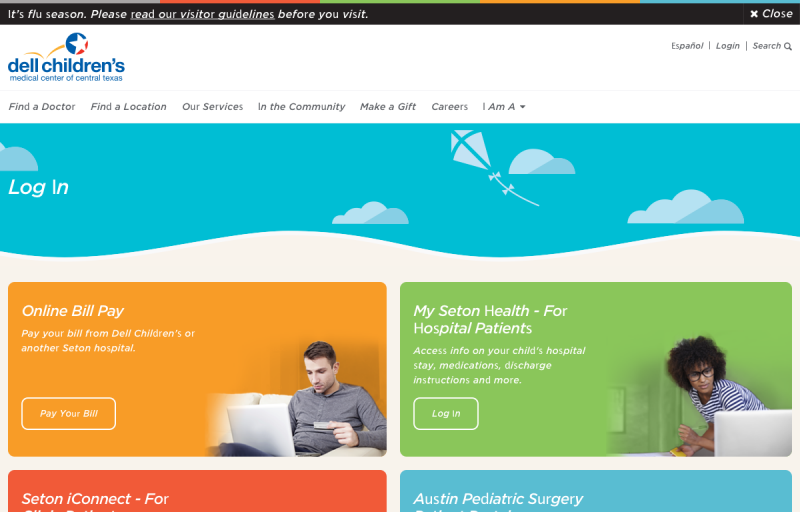 It's flu season. Please read our visitor guidelines before you visit.
✖ Close
dell children's
medical center of central texas
Español | Login | Search
Find a Doctor Find a Location Our Services In the Community Make a Gift Careers I Am A
Log In
Online Bill Pay
Pay your bill from Dell Children's or
another Seton hospital.
Pay Your Bill
My Seton Health - For
Hospital Patients
Access info on your child's hospital
stay, medications, discharge
instructions and more.
Log In
Seton iConnect - For
Austin Pediatric Surgery